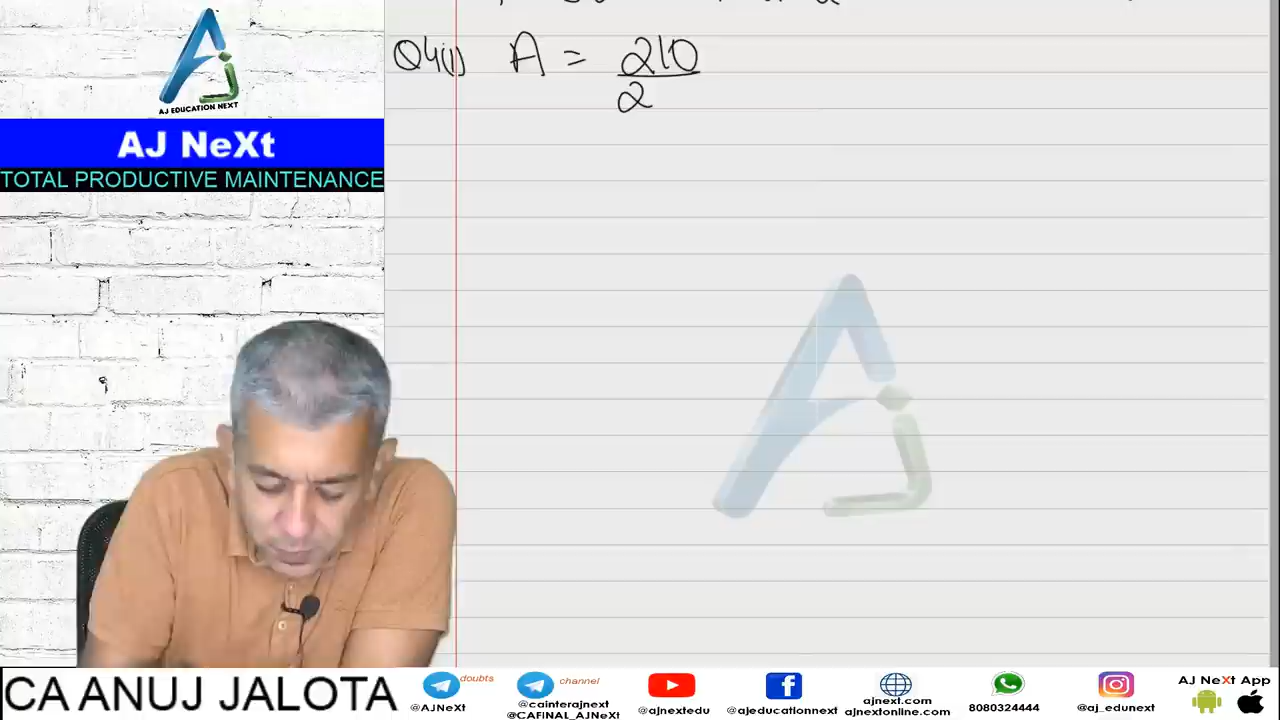 AJ EDUCATION NEXT
AJ NeXt
TOTAL PRODUCTIVE MAINTENANCE
Q4(i) A = 210
2
CA ANUJ JALOTA
doubts
@AJNeXt
channel
@cainterajnext
@CAFINAL_AJNeXt
@ajnextedu
@ajeducationnext
ajnext.com
ajnextonline.com
@aj_edunext
AJ NeXt App